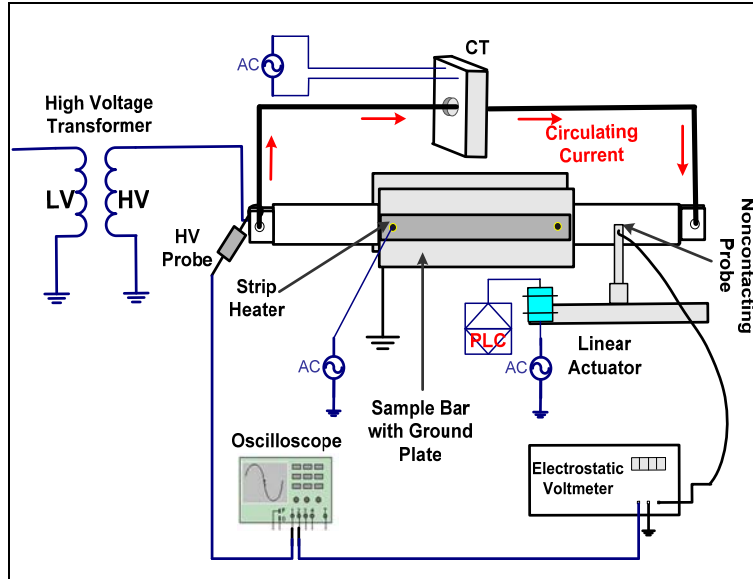 CT
AC
High Voltage
Transformer
Circulating
Current
LV
HV
HV
Probe
Noncontacting
Probe
Strip
Heater
PLC
Linear
Actuator
AC
AC
Sample Bar
with Ground
Plate
Oscilloscope
Electrostatic
Voltmeter